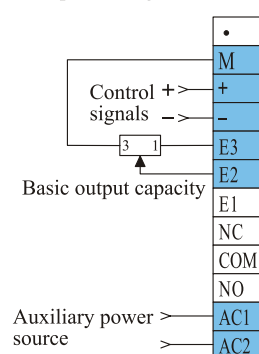 •
M
Control + +
signals − −
3 1 E3
Basic output capacity E2
E1
NC
COM
NO
Auxiliary power AC1
source AC2